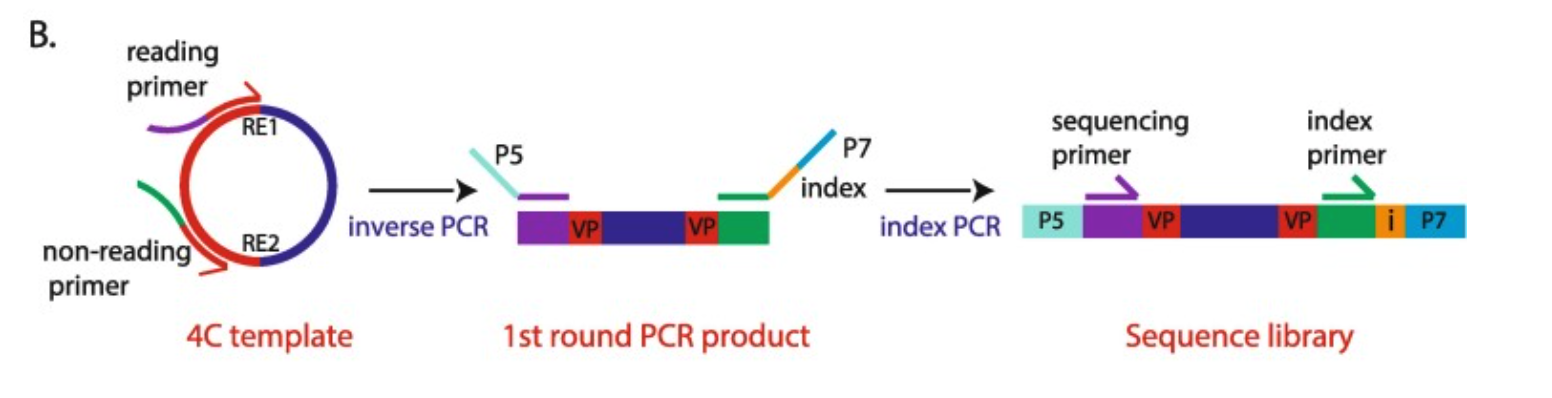 B.
reading
primer
RE1
RE2
non-reading
primer
4C template
inverse PCR
P5
P7
index
VP
VP
1st round PCR product
index PCR
sequencing
primer
index
primer
P5
VP
VP
i
P7
Sequence library